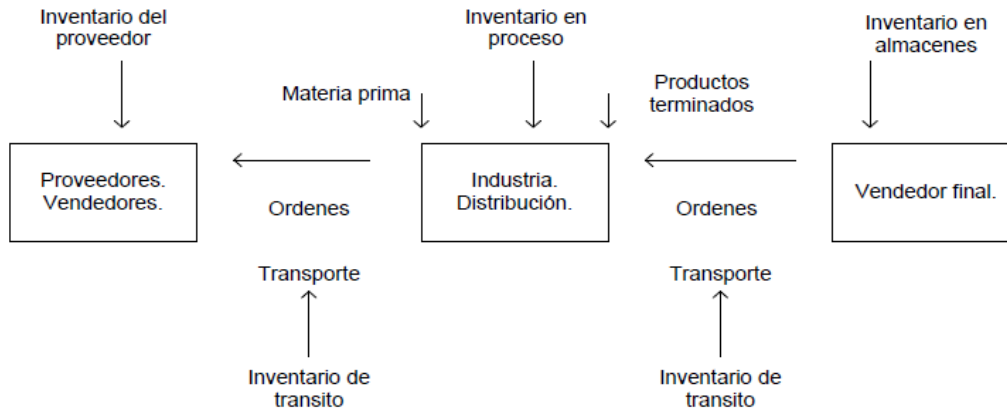 Inventario del
proveedor
Inventario en
proceso
Inventario en
almacenes
Materia prima
Productos
terminados
Proveedores.
Vendedores.
Ordenes
Industria.
Distribución.
Ordenes
Vendedor final.
Transporte
Transporte
Inventario de
transito
Inventario de
transito